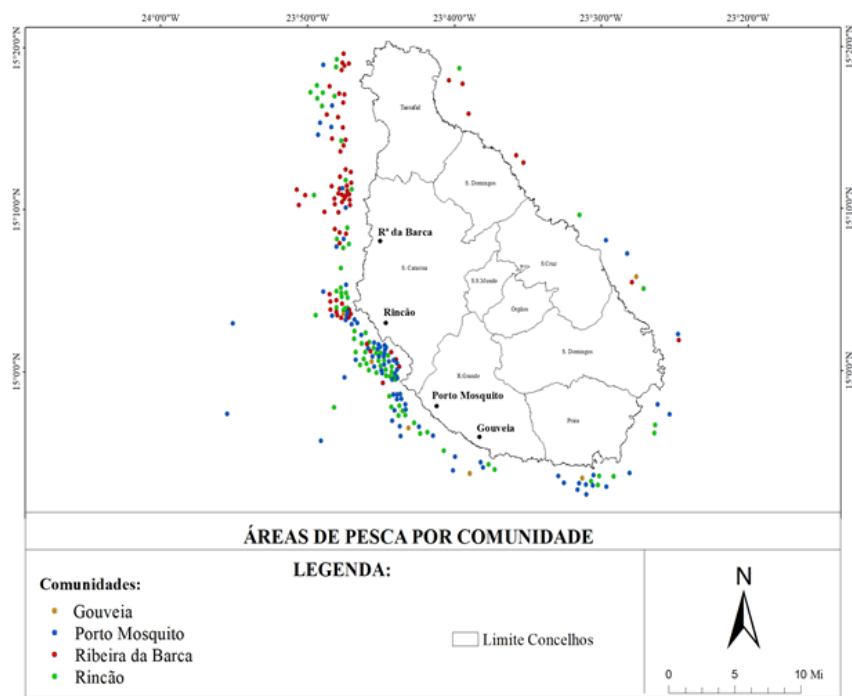 24°0'0"W 23°50'0"W 23°40'0"W 23°30'0"W 23°20'0"W
15°20'0"N 15°20'0"N
Tarrafal
S. Domingos
15°10'0"N 15°10'0"N
Rª da Barca
S. Catarina
S.Cruz
S.S.Mundo
Órgãos
Rincão
S. Domingos
15°0'0"N 15°0'0"N
R.Grande
Porto Mosquito
Praia
Gouveia
ÁREAS DE PESCA POR COMUNIDADE
LEGENDA:
Comunidades:
Gouveia
Porto Mosquito
Ribeira da Barca
Rincão
Limite Concelhos
N
0 5 10 Mi